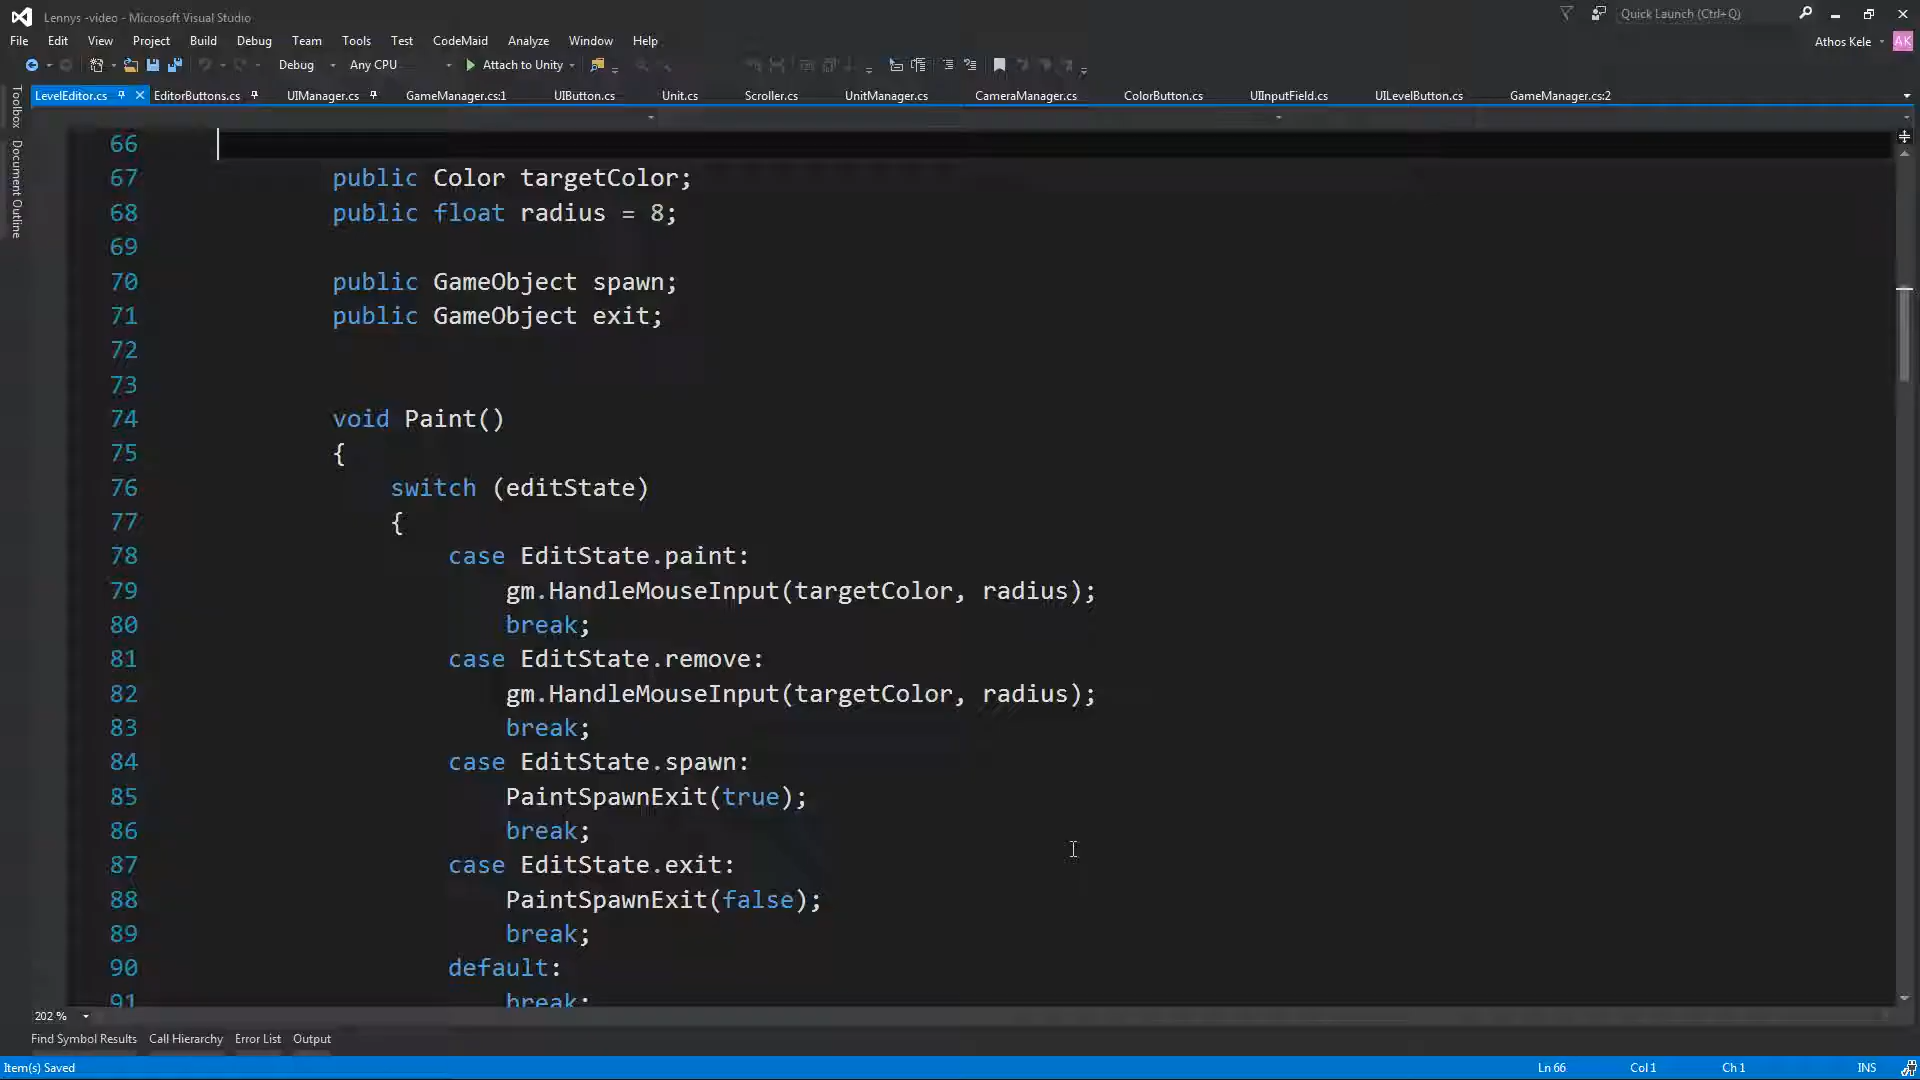 Lennys -video - Microsoft Visual Studio
Quick Launch (Ctrl+Q)
File Edit View Project Build Debug Team Tools Test CodeMaid Analyze Window Help
Athos Kele AK
Debug Any CPU Attach to Unity
LevelEditor.cs EditorButtons.cs UIManager.cs GameManager.cs:1 UIButton.cs Unit.cs Scroller.cs UnitManager.cs CameraManager.cs ColorButton.cs UIInputField.cs UILevelButton.cs GameManager.cs:2
Toolbox
Document Outline
66
67 public Color targetColor;
68 public float radius = 8;
69
70 public GameObject spawn;
71 public GameObject exit;
72
73
74 void Paint()
75 {
76 switch (editState)
77 {
78 case EditState.paint:
79 gm.HandleMouseInput(targetColor, radius);
80 break;
81 case EditState.remove:
82 gm.HandleMouseInput(targetColor, radius);
83 break;
84 case EditState.spawn:
85 PaintSpawnExit(true);
86 break;
87 case EditState.exit:
88 PaintSpawnExit(false);
89 break;
90 default:
91 break;
202 %
Find Symbol Results Call Hierarchy Error List Output
Item(s) Saved Ln 66 Col 1 Ch 1 INS